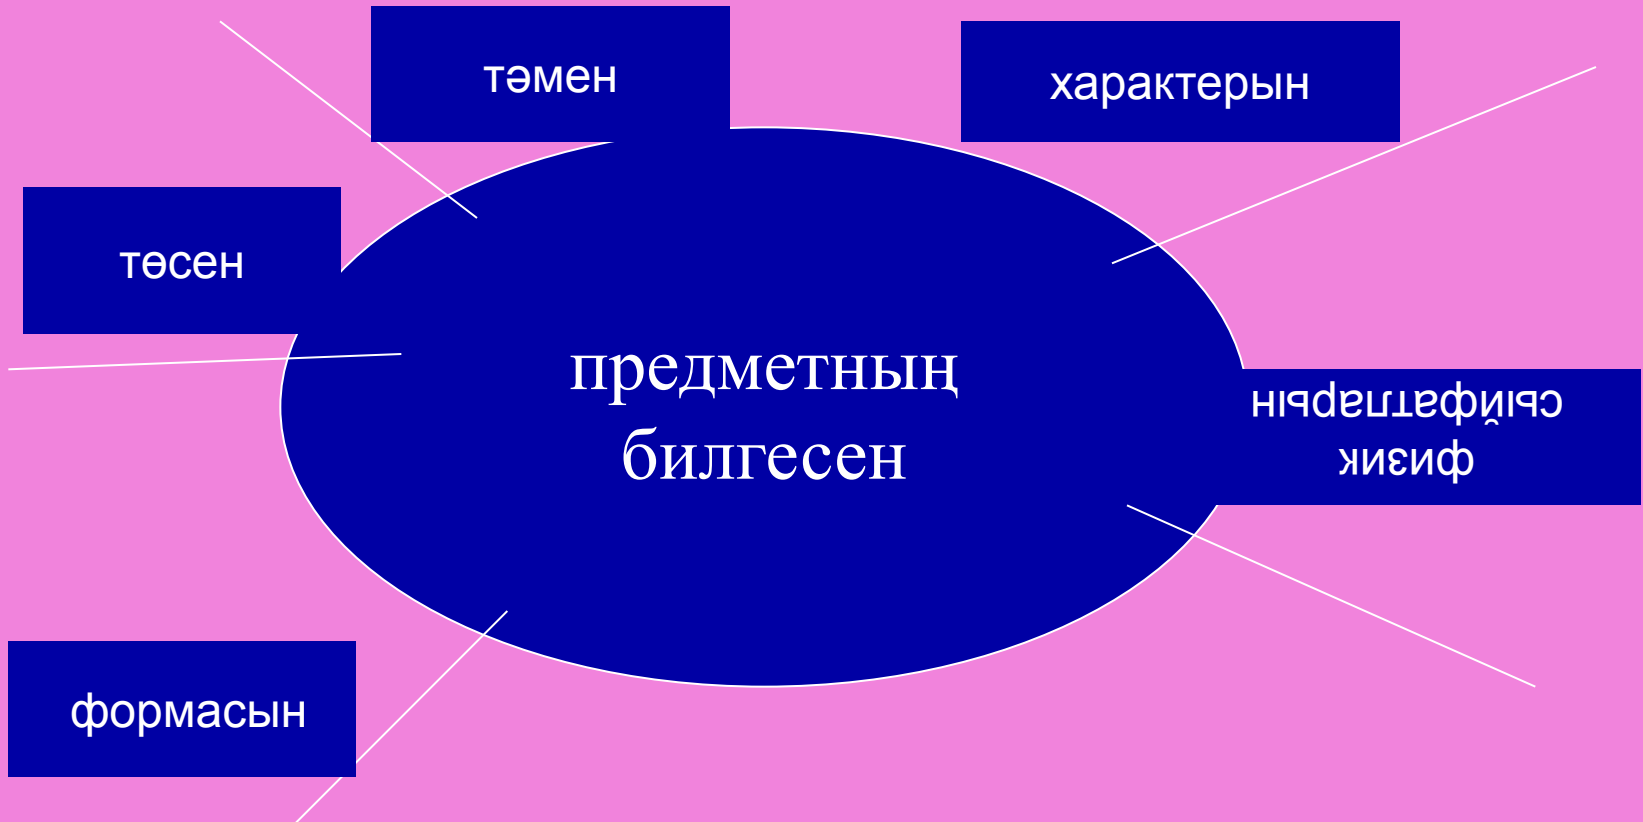 тәмен
характерын
төсен
предметның
билгесен
физик
сыйфатларын
формасын